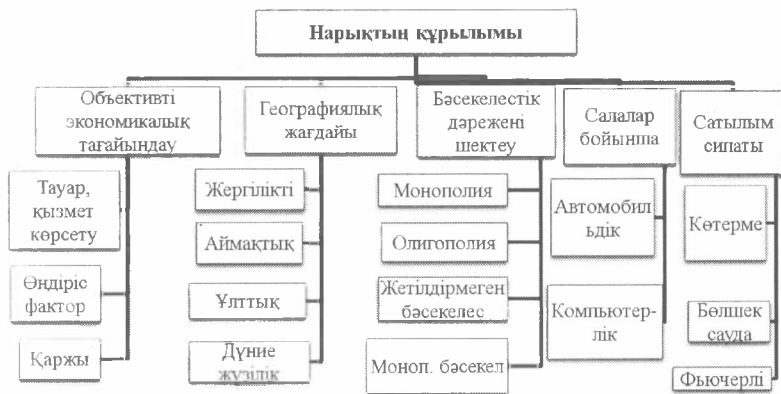 Нарықтың құрылымы
Объективті
экономикалық
тағайындау
Тауар,
қызмет
көрсету
Өндіріс
фактор
Қаржы
Географиялық
жағдайы
Жергілікті
Аймақтық
Ұлттық
Дүние
жүзілік
Бәсекелестік
дәрежені
шектеу
Монополия
Олигополия
Жетілдірмеген
бәсекелес
Моноп. бәсекел
Салалар
бойынша
Автомобил
ьдік
Компьютер-
лік
Сатылым
сипаты
Көтерме
Бөлшек
сауда
Фьючерлі